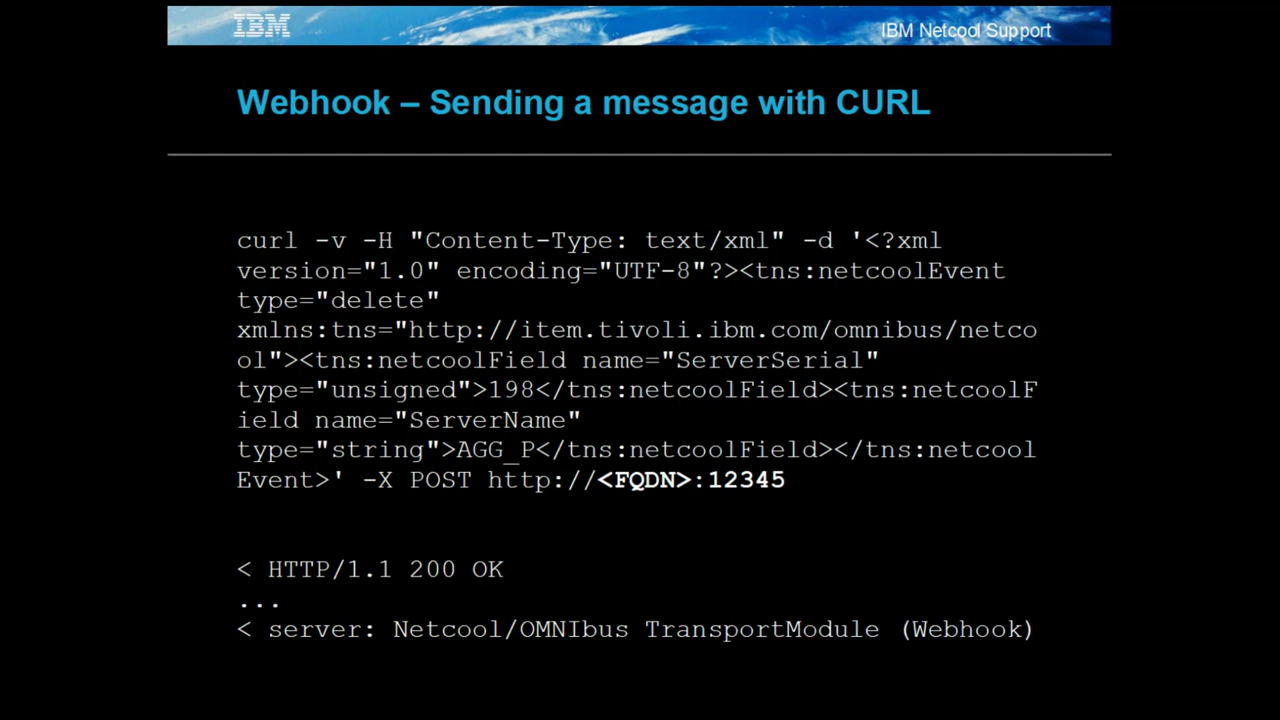 IBM
IBM Netcool Support
Webhook – Sending a message with CURL
curl -v -H "Content-Type: text/xml" -d '<?xml
version="1.0" encoding="UTF-8"?><tns:netcoolEvent
type="delete"
xmlns:tns="http://item.tivoli.ibm.com/omnibus/netco
ol"><tns:netcoolField name="ServerSerial"
type="unsigned">198</tns:netcoolField><tns:netcoolF
ield name="ServerName"
type="string">AGG_P</tns:netcoolField></tns:netcool
Event>' -X POST http://<FQDN>:12345
< HTTP/1.1 200 OK
...
< server: Netcool/OMNIbus TransportModule (Webhook)